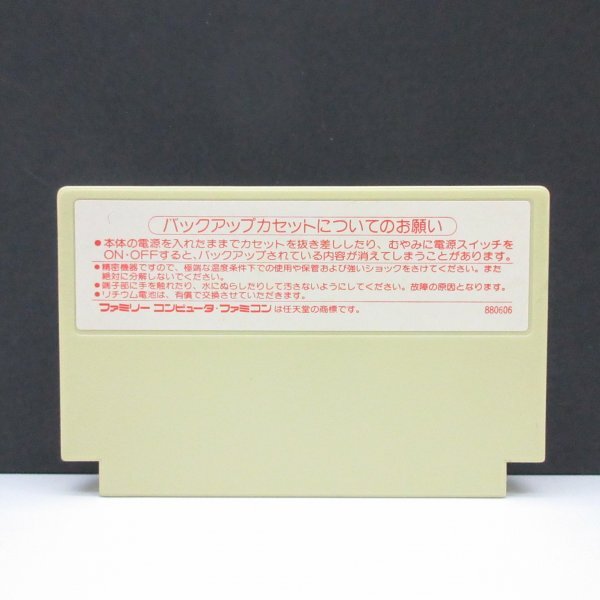 バックアップカセットについてのお願い
●本体の電源を入れたままでカセットを抜き差ししたり、むやみに電源スイッチを
ON・OFFすると、バックアップされている内容が消えてしまうことがあります。
●精密機器ですので、極端な温度条件下での使用や保管および強いショックをさけてください。また
絶対に分解しないでください。
●端子部に手を触れたり、水にぬらしたりして汚さないようにしてください。故障の原因となります。
●リチウム電池は、有償で交換させていただきます。
ファミリーコンピュータ・ファミコンは任天堂の商標です。 880606